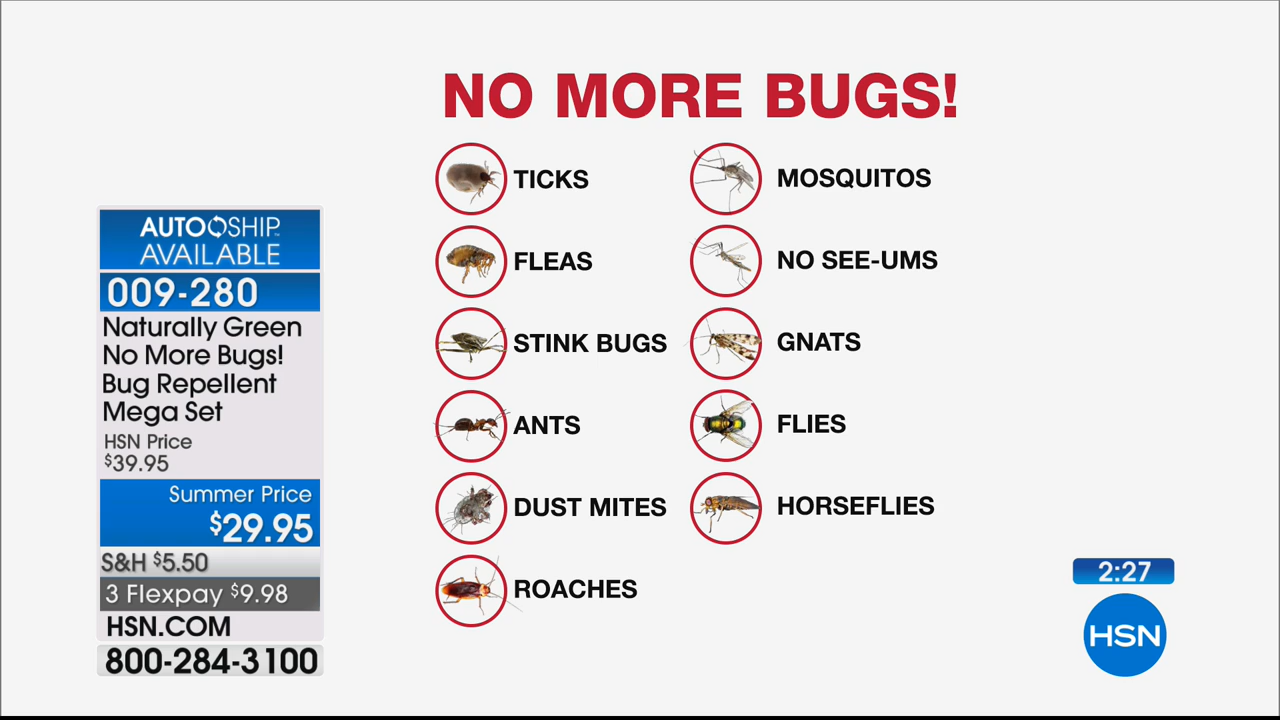 NO MORE BUGS!
TICKS
MOSQUITOS
FLEAS
NO SEE-UMS
STINK BUGS
GNATS
ANTS
FLIES
DUST MITES
HORSEFLIES
ROACHES
AUTO SHIP™
AVAILABLE
009-280
Naturally Green
No More Bugs!
Bug Repellent
Mega Set
HSN Price
$39.95
Summer Price
$29.95
S&H $5.50
3 Flexpay $9.98
HSN.COM
800-284-3100
2:27
HSN